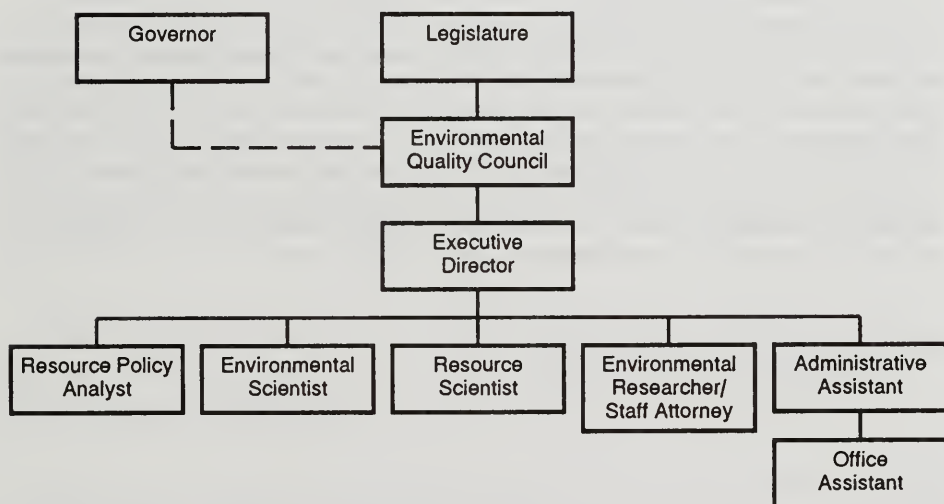 Governor
Legislature
Environmental
Quality Council
Executive
Director
Resource Policy
Analyst
Environmental
Scientist
Resource
Scientist
Environmental
Researcher/
Staff Attorney
Administrative
Assistant
Office
Assistant